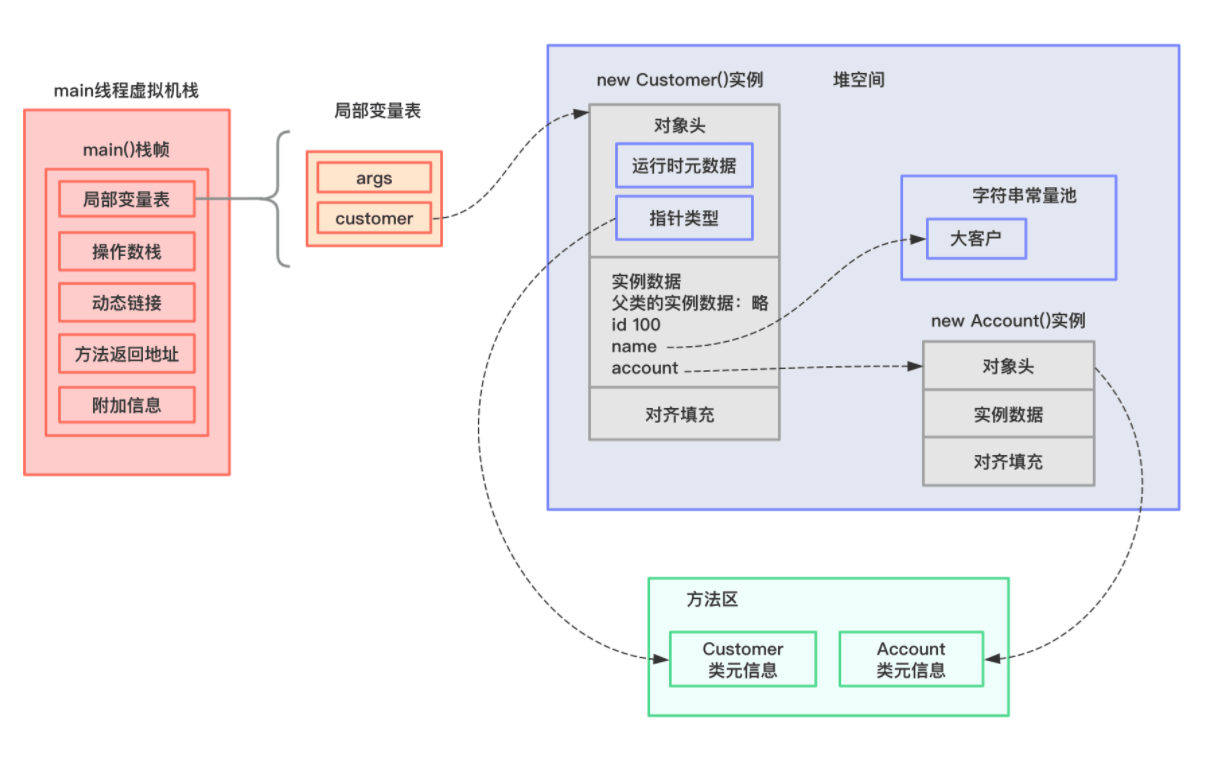 main线程虚拟机栈
main()栈帧
局部变量表
操作数栈
动态链接
方法返回地址
附加信息
局部变量表
args
customer
new Customer()实例
堆空间
对象头
运行时元数据
指针类型
实例数据
父类的实例数据：略
id 100
name
account
对齐填充
字符串常量池
大客户
new Account()实例
对象头
实例数据
对齐填充
方法区
Customer
类元信息
Account
类元信息